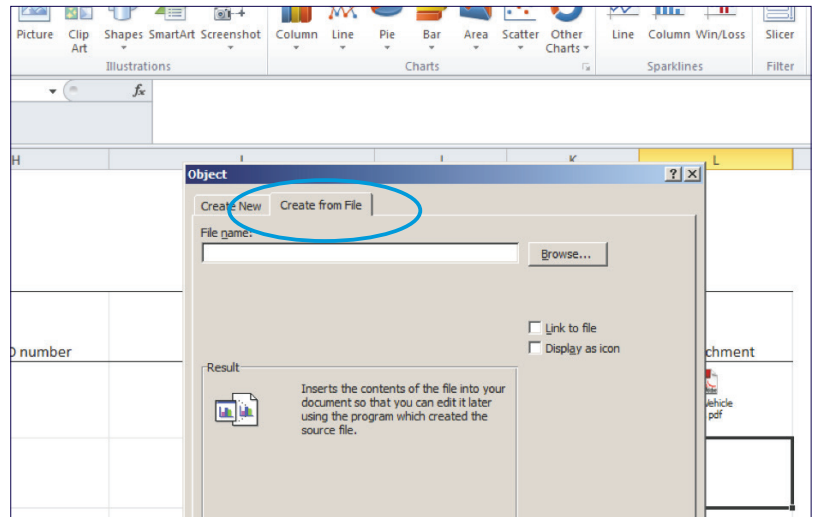 Picture Clip Art Shapes SmartArt Screenshot Column Line Pie Bar Area Scatter Other Charts Line Column Win/Loss Slicer
Illustrations Charts Sparklines Filter
fx
H I K L
Object
Create New Create from File
File name:
Browse...
Link to file
Display as icon
number chment
Result
Inserts the contents of the file into your
document so that you can edit it later
using the program which created the
source file.
Vehicle
pdf